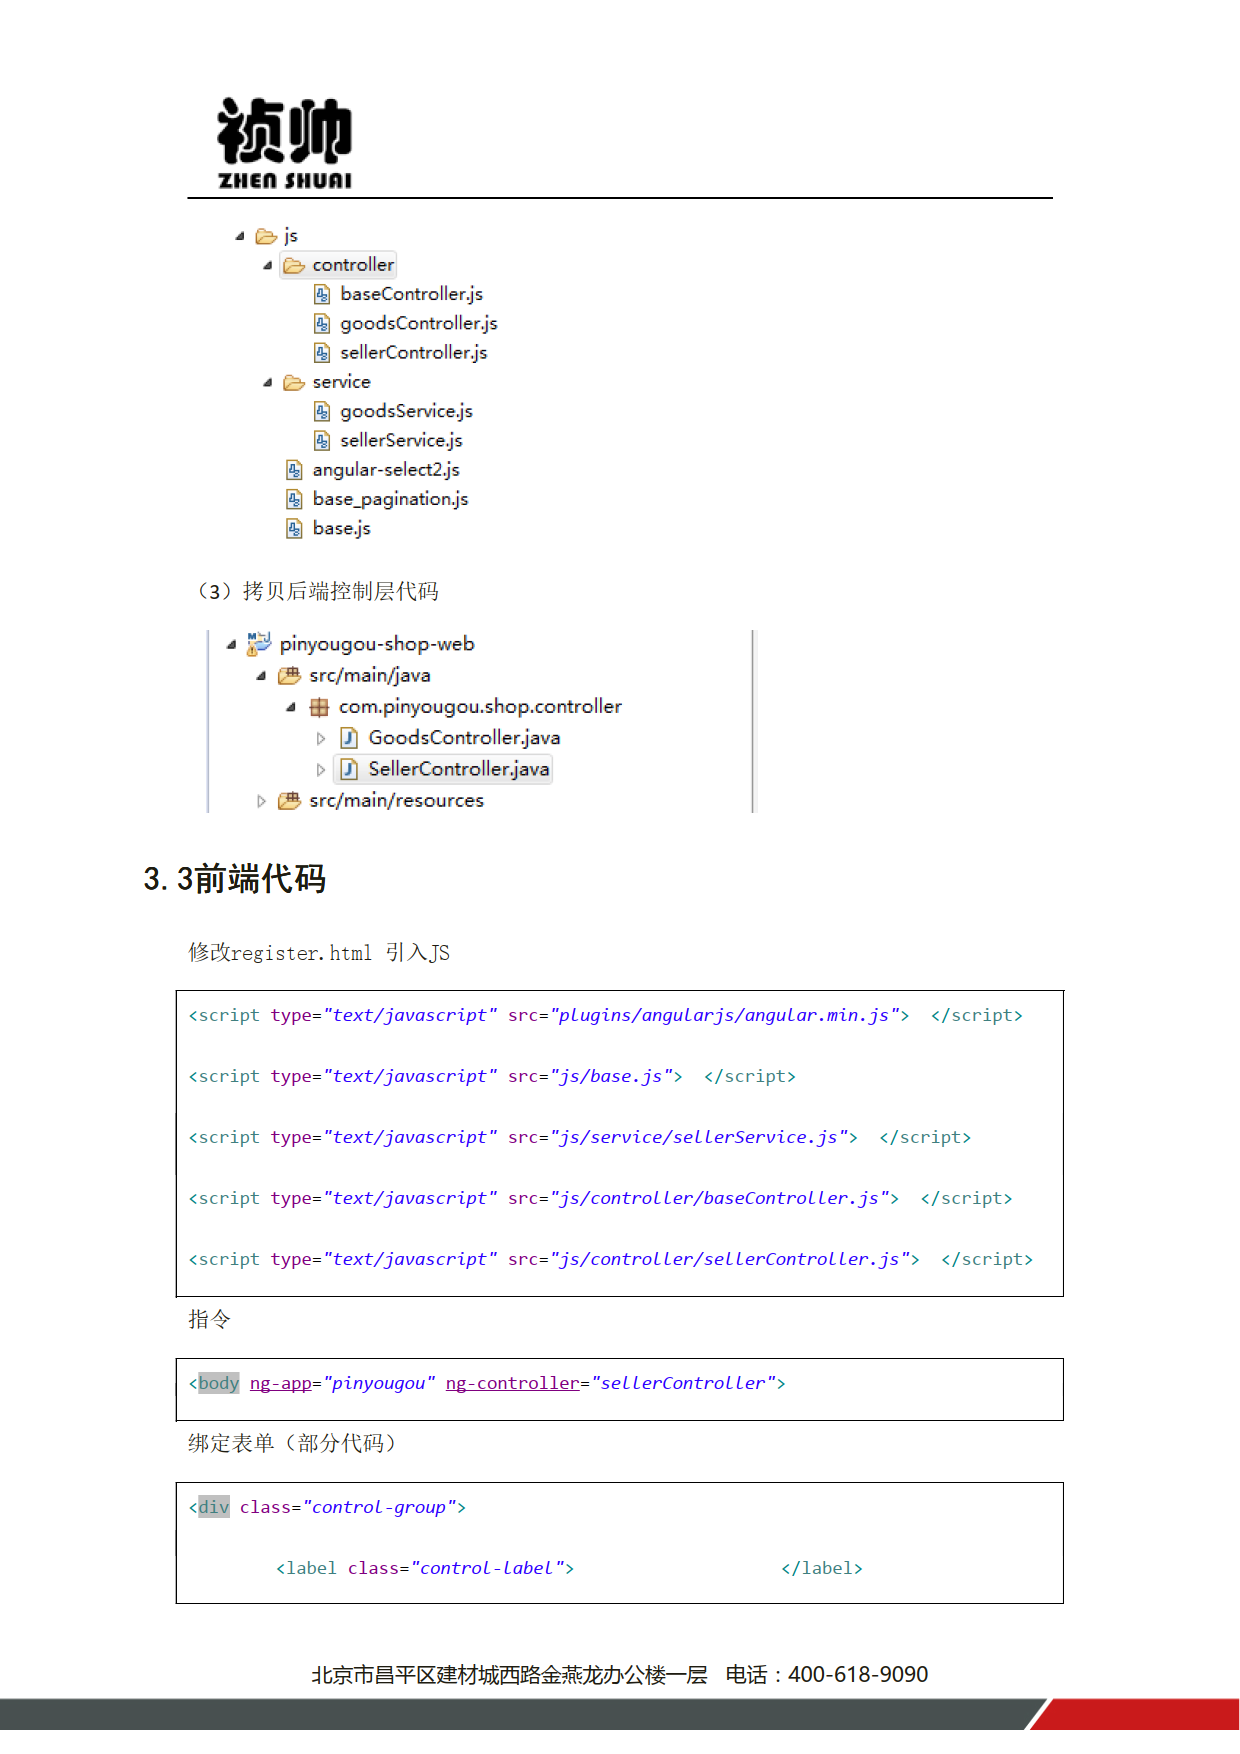 祯帅
ZHEN SHUAI
js
controller
baseController.js
goodsController.js
sellerController.js
service
goodsService.js
sellerService.js
angular-select2.js
base_pagination.js
base.js
（3）拷贝后端控制层代码
pinyougou-shop-web
src/main/java
com.pinyougou.shop.controller
GoodsController.java
SellerController.java
src/main/resources
3.3前端代码
修改register.html 引入JS
<script type="text/javascript" src="plugins/angularjs/angular.min.js">  </script>
<script type="text/javascript" src="js/base.js">  </script>
<script type="text/javascript" src="js/service/sellerService.js">  </script>
<script type="text/javascript" src="js/controller/baseController.js">  </script>
<script type="text/javascript" src="js/controller/sellerController.js">  </script>
指令
<body ng-app="pinyougou" ng-controller="sellerController">
绑定表单（部分代码）
<div class="control-group">
<label class="control-label">                    </label>
北京市昌平区建材城西路金燕龙办公楼一层   电话：400-618-9090